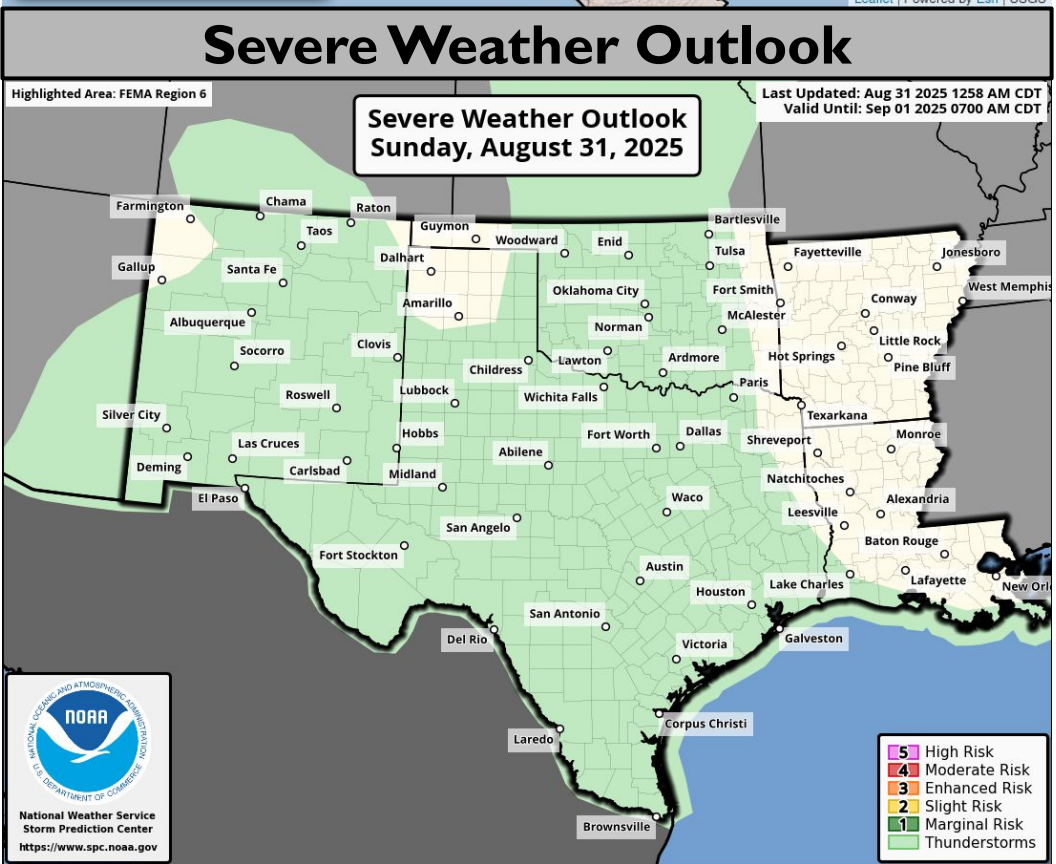 Leaflet | Powered by Esri | USGS
Severe Weather Outlook
Highlighted Area: FEMA Region 6
Last Updated: Aug 31 2025 1258 AM CDT
Valid Until: Sep 01 2025 0700 AM CDT
Severe Weather Outlook
Sunday, August 31, 2025
Farmington
Chama
Raton
Taos
Guymon
Woodward
Enid
Bartlesville
Tulsa
Fayetteville
Jonesboro
Gallup
Santa Fe
Dalhart
Oklahoma City
Fort Smith
West Memphis
Amarillo
Conway
Albuquerque
Norman
McAlester
Little Rock
Socorro
Clovis
Childress
Lawton
Ardmore
Hot Springs
Pine Bluff
Roswell
Lubbock
Wichita Falls
Paris
Silver City
Texarkana
Las Cruces
Hobbs
Fort Worth
Dallas
Shreveport
Monroe
Deming
Carlsbad
Midland
Abilene
Natchitoches
El Paso
Waco
Leesville
Alexandria
San Angelo
Baton Rouge
Fort Stockton
Austin
Houston
Lake Charles
Lafayette
New Orl
San Antonio
Del Rio
Victoria
Galveston
Laredo
Corpus Christi
Brownsville
NATIONAL OCEANIC AND ATMOSPHERIC ADMINISTRATION
NOAA
U.S. DEPARTMENT OF COMMERCE
National Weather Service
Storm Prediction Center
https://www.spc.noaa.gov
5 High Risk
4 Moderate Risk
3 Enhanced Risk
2 Slight Risk
1 Marginal Risk
Thunderstorms